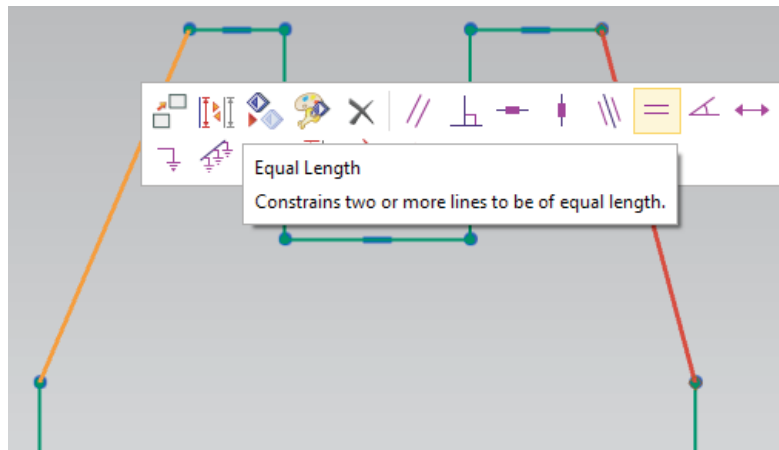 Equal Length
Constrains two or more lines to be of equal length.